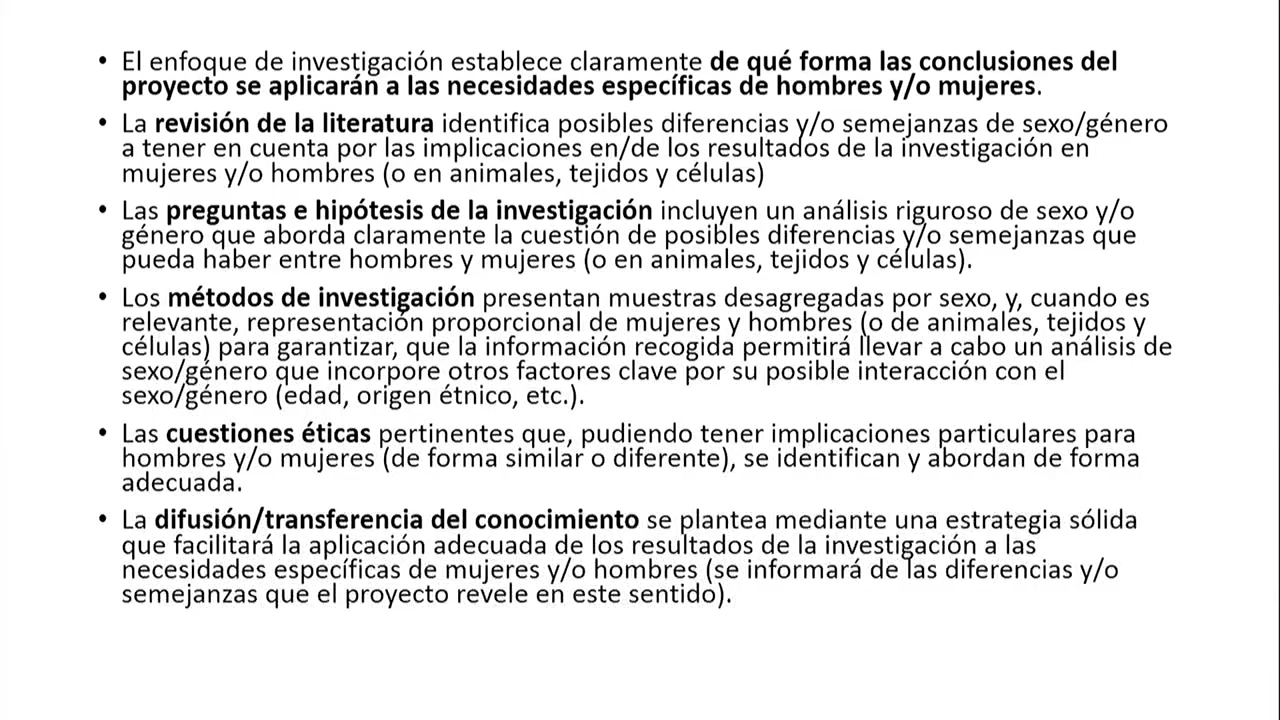 • El enfoque de investigación establece claramente de qué forma las conclusiones del
proyecto se aplicarán a las necesidades específicas de hombres y/o mujeres.
• La revisión de la literatura identifica posibles diferencias y/o semejanzas de sexo/género
a tener en cuenta por las implicaciones en/de los resultados de la investigación en
mujeres y/o hombres (o en animales, tejidos y células)
• Las preguntas e hipótesis de la investigación incluyen un análisis riguroso de sexo y/o
género que aborda claramente la cuestión de posibles diferencias y/o semejanzas que
pueda haber entre hombres y mujeres (o en animales, tejidos y células).
• Los métodos de investigación presentan muestras desagregadas por sexo, y, cuando es
relevante, representación proporcional de mujeres y hombres (o de animales, tejidos y
células) para garantizar, que la información recogida permitirá llevar a cabo un análisis de
sexo/género que incorpore otros factores clave por su posible interacción con el
sexo/género (edad, origen étnico, etc.).
• Las cuestiones éticas pertinentes que, pudiendo tener implicaciones particulares para
hombres y/o mujeres (de forma similar o diferente), se identifican y abordan de forma
adecuada.
• La difusión/transferencia del conocimiento se plantea mediante una estrategia sólida
que facilitará la aplicación adecuada de los resultados de la investigación a las
necesidades específicas de mujeres y/o hombres (se informará de las diferencias y/o
semejanzas que el proyecto revele en este sentido).